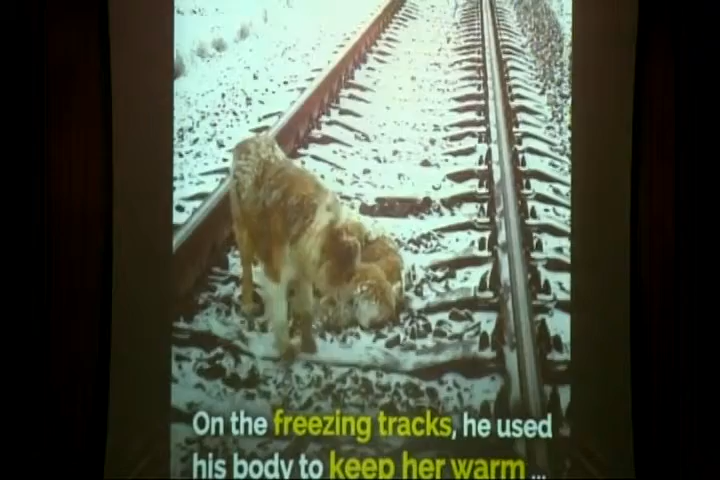 On the freezing tracks, he used
his body to keep her warm ...